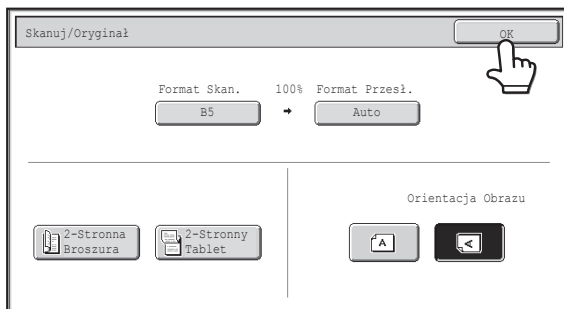 Skanuj/Oryginał
OK
Format Skan.
100%
Format Przesł.
B5
Auto
Orientacja Obrazu
2-Stronna
Broszura
2-Stronny
Tablet
A
A